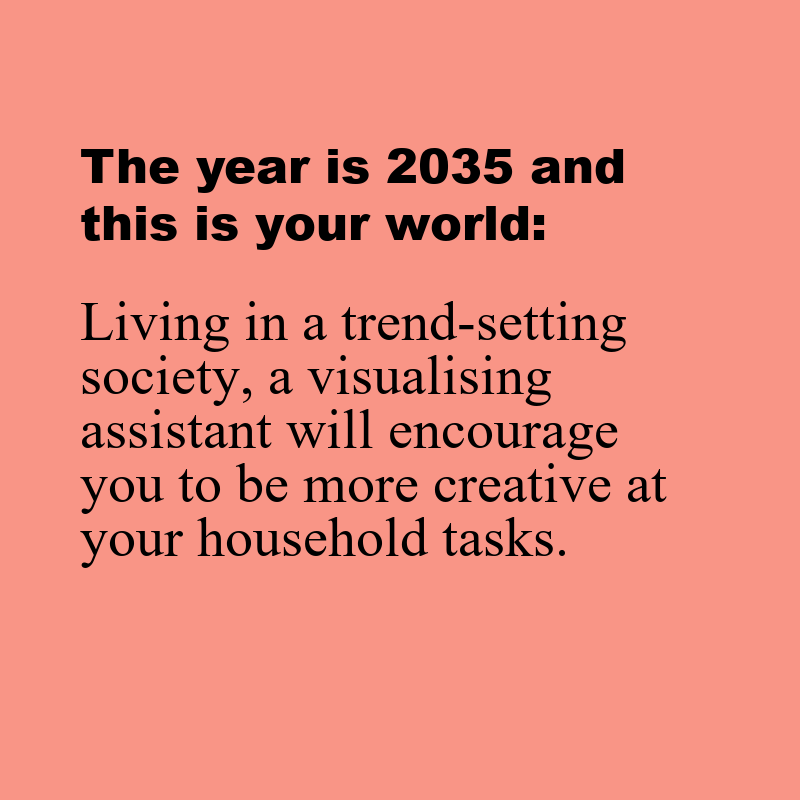 The year is 2035 and
this is your world:
Living in a trend-setting
society, a visualising
assistant will encourage
you to be more creative at
your household tasks.